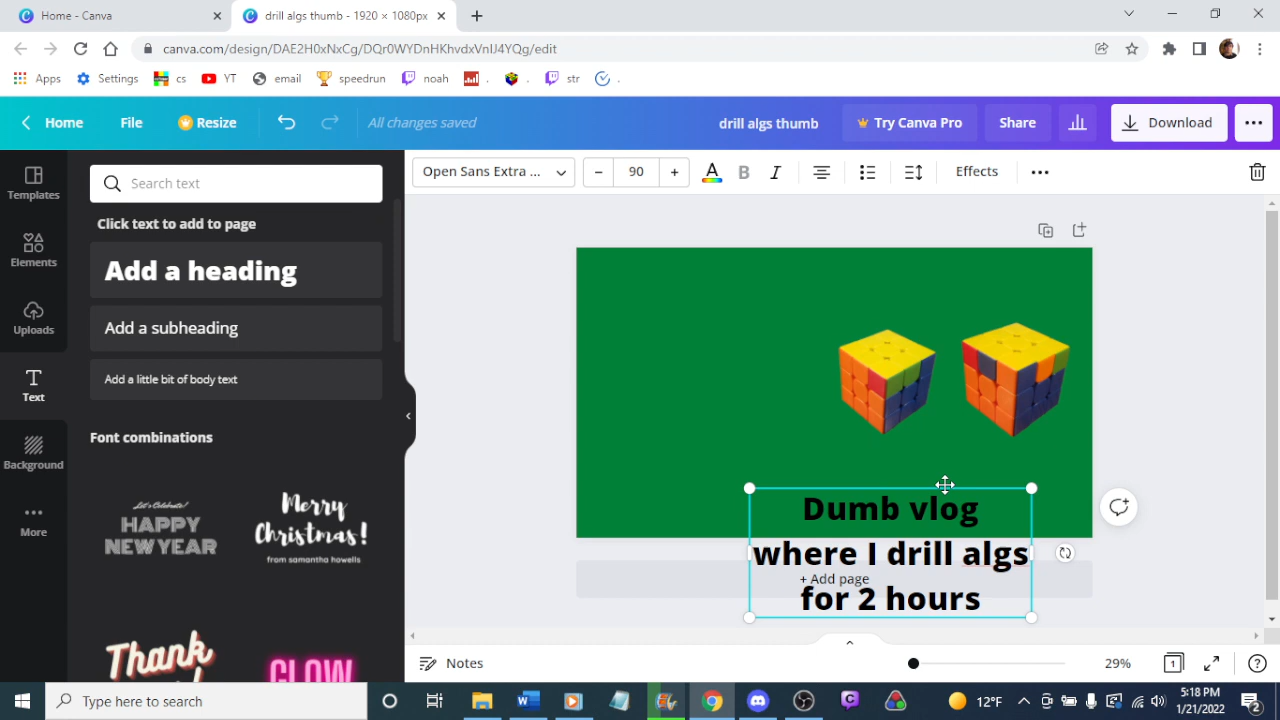 Home - Canva
drill algs thumb - 1920 × 1080px
canva.com/design/DAE2H0xNxCg/DQr0WYDnHKhvdxVnIJ4YQg/edit
Apps Settings cs YT email speedrun noah . . str .
Home File Resize All changes saved drill algs thumb Try Canva Pro Share Download
Templates
Elements
Uploads
Text
Background
More
Search text
Click text to add to page
Add a heading
Add a subheading
Add a little bit of body text
Font combinations
Let's Celebrate!
HAPPY
NEW YEAR
Merry
Christmas!
from samantha howells
Thank
GLOW
Open Sans Extra ... 90 A B I Effects
Dumb vlog
where I drill algs
for 2 hours
+ Add page
Notes 29% 1
Type here to search
12°F
5:18 PM
1/21/2022
2